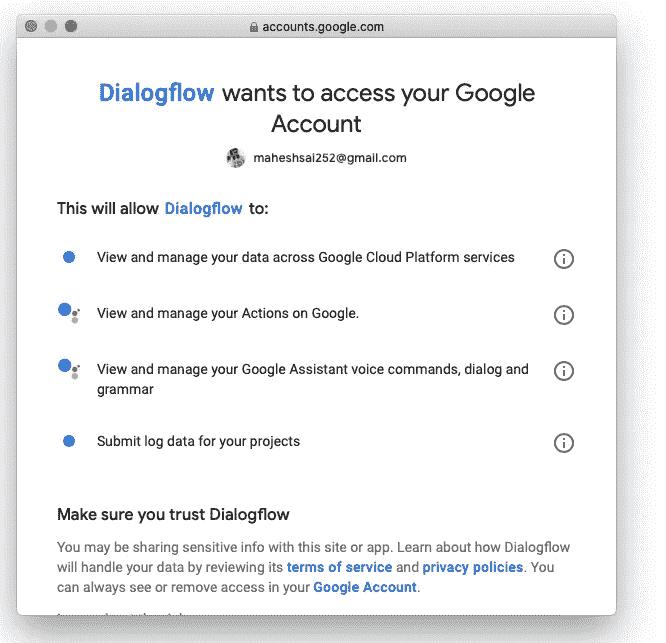 accounts.google.com
Dialogflow wants to access your Google
Account
maheshsai252@gmail.com
This will allow Dialogflow to:
View and manage your data across Google Cloud Platform services
View and manage your Actions on Google.
View and manage your Google Assistant voice commands, dialog and
grammar
Submit log data for your projects
Make sure you trust Dialogflow
You may be sharing sensitive info with this site or app. Learn about how Dialogflow
will handle your data by reviewing its terms of service and privacy policies. You
can always see or remove access in your Google Account.